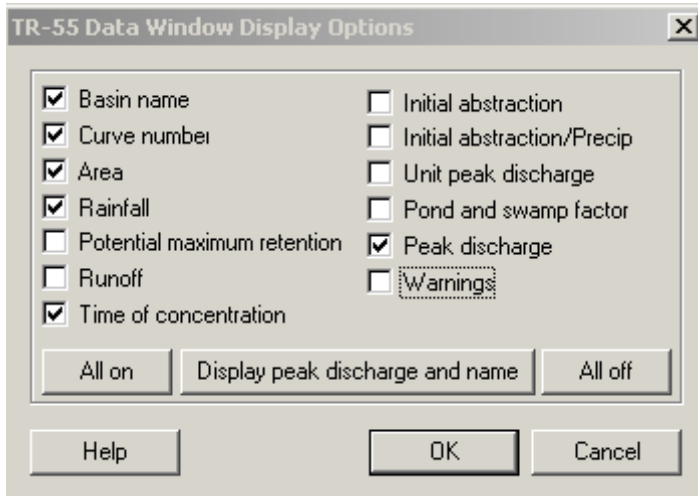 TR-55 Data Window Display Options
Basin name
Curve number
Area
Rainfall
Potential maximum retention
Runoff
Time of concentration
Initial abstraction
Initial abstraction/Precip
Unit peak discharge
Pond and swamp factor
Peak discharge
Warnings
All on
Display peak discharge and name
All off
Help
OK
Cancel